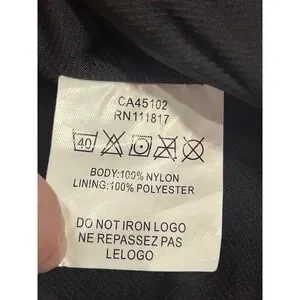 CA45102
RN111817
40
BODY:100% NYLON
LINING:100% POLYESTER
DO NOT IRON LOGO
NE REPASSEZ PAS
LELOGO